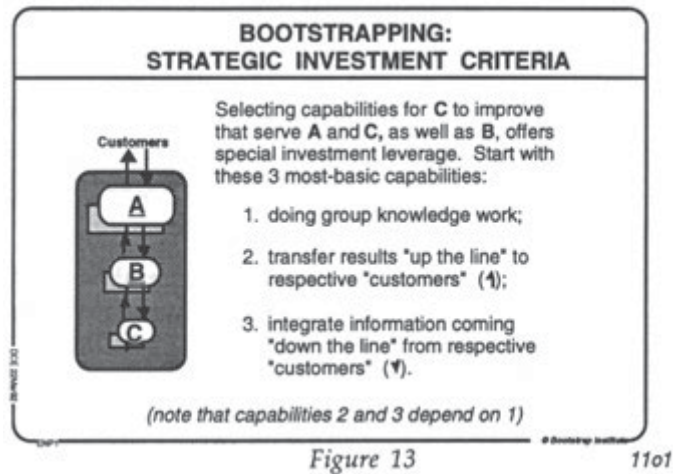 BOOTSTRAPPING:
STRATEGIC INVESTMENT CRITERIA
Customers
A
B
C
Selecting capabilities for C to improve
that serve A and C, as well as B, offers
special investment leverage. Start with
these 3 most-basic capabilities:
1. doing group knowledge work;
2. transfer results "up the line" to
respective "customers" ( );
3. integrate information coming
"down the line" from respective
"customers" ( ).
(note that capabilities 2 and 3 depend on 1)
© Bootstrap Institute
Figure 13
11o1